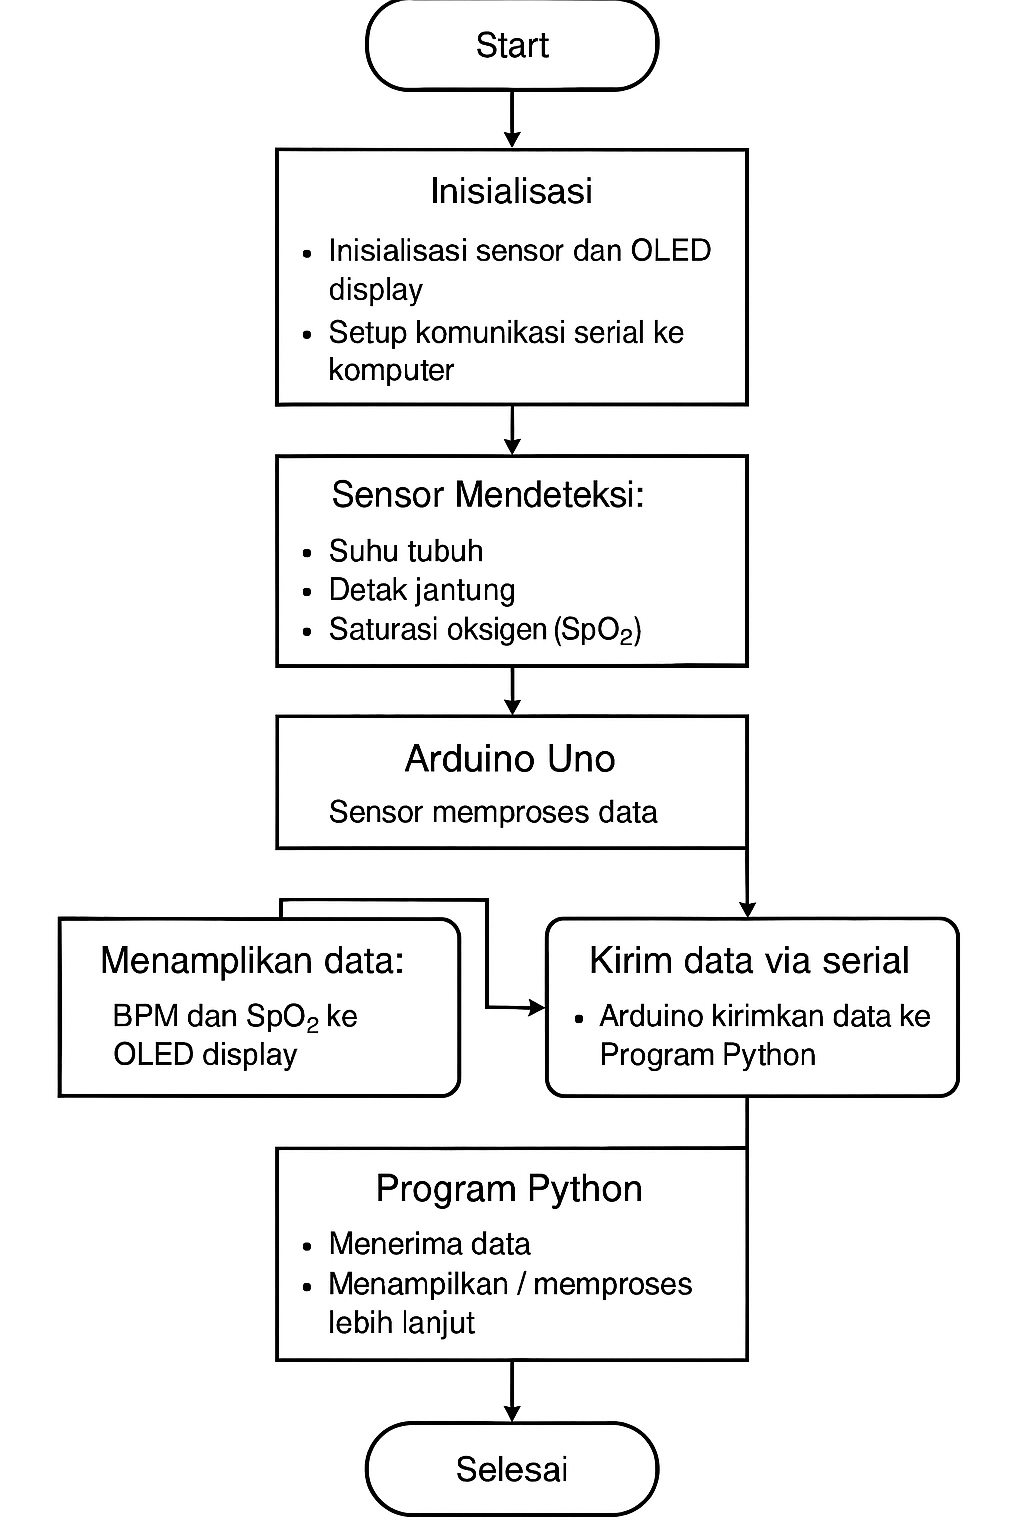 Start
Inisialisasi
• Inisialisasi sensor dan OLED
display
• Setup komunikasi serial ke
komputer
Sensor Mendeteksi:
• Suhu tubuh
• Detak jantung
• Saturasi oksigen (SpO₂)
Arduino Uno
Sensor memproses data
Menamplikan data:
BPM dan SpO₂ ke
OLED display
Kirim data via serial
• Arduino kirimkan data ke
Program Python
Program Python
• Menerima data
• Menampilkan / memproses
lebih lanjut
Selesai